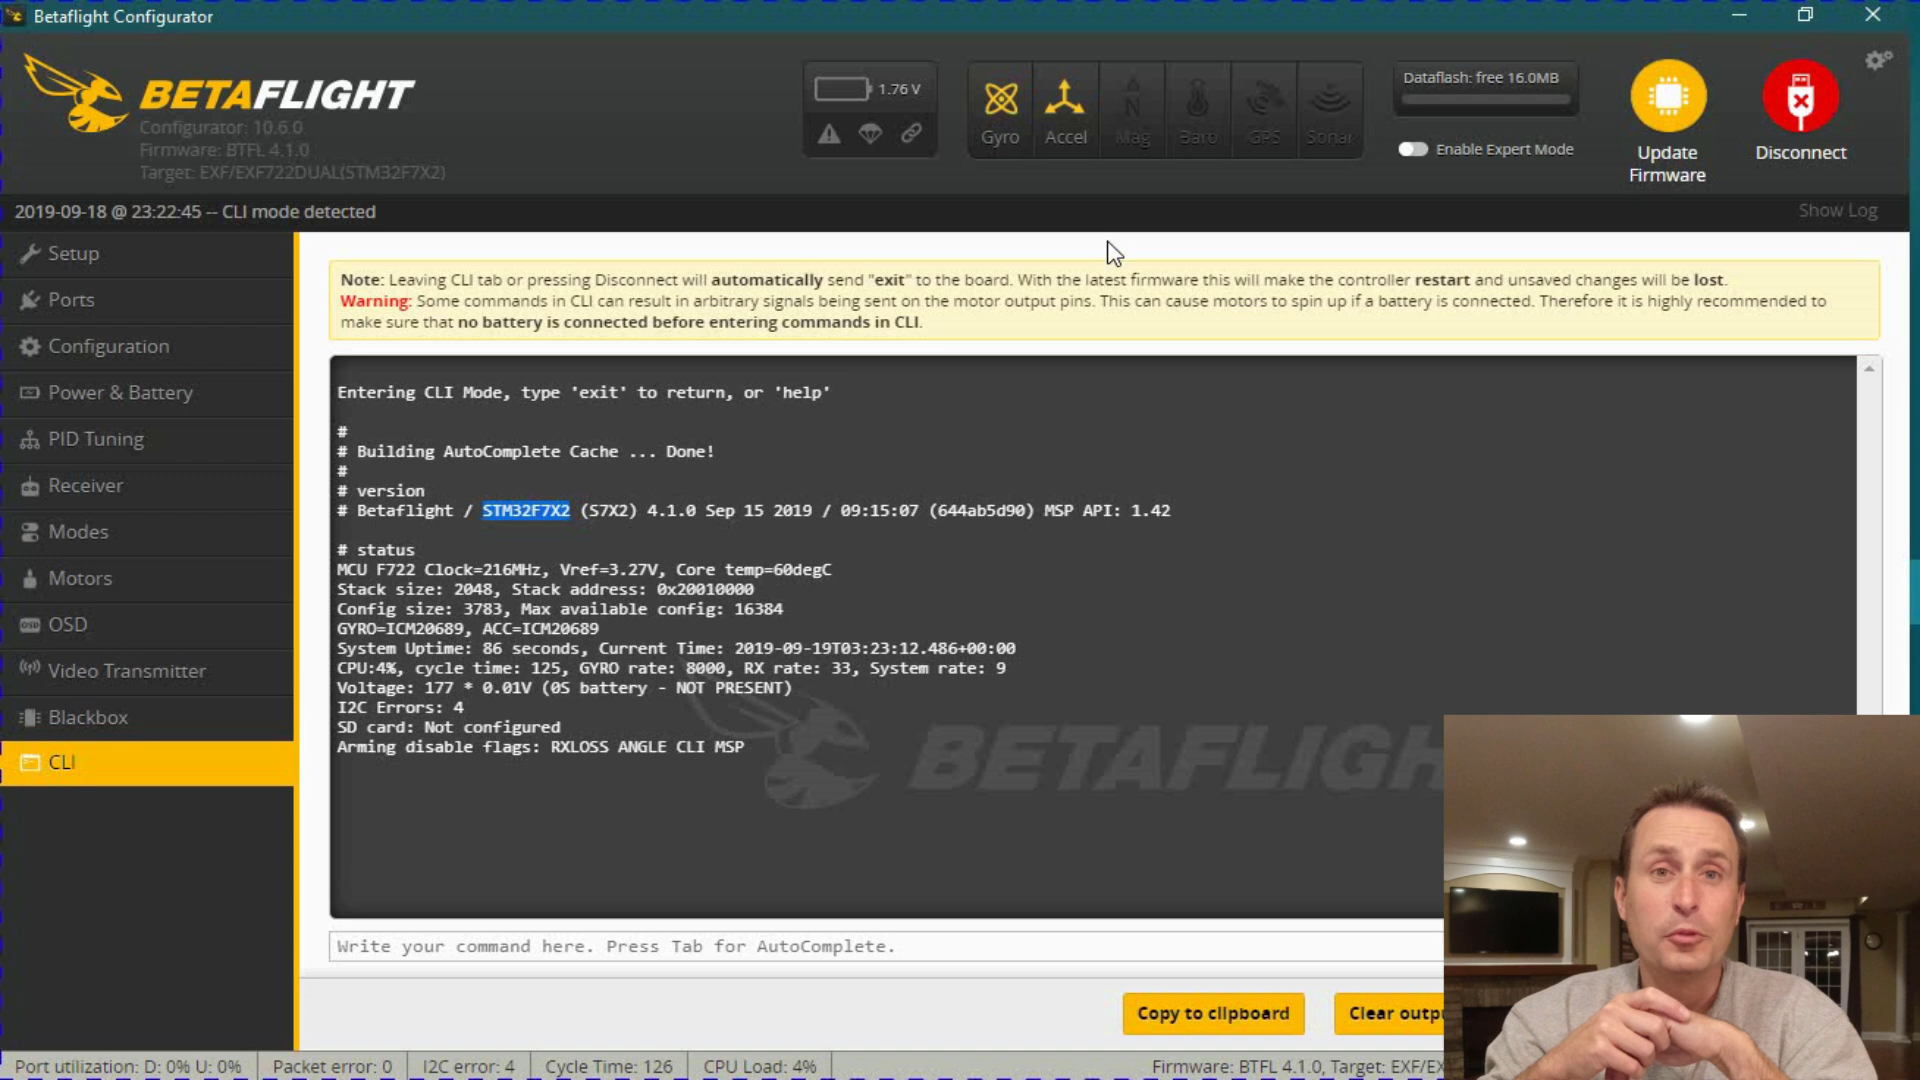 Betaflight Configurator
BETAFLIGHT
Configurator: 10.6.0
Firmware: BTFL 4.1.0
Target: EXF/EXF722DUAL(STM32F7X2)
1.76 V
Gyro
Accel
Mag
Baro
GPS
Sonar
Dataflash: free 16.0MB
Enable Expert Mode
Update
Firmware
Disconnect
2019-09-18 @ 23:22:45 -- CLI mode detected
Show Log
Setup
Ports
Configuration
Power & Battery
PID Tuning
Receiver
Modes
Motors
OSD
Video Transmitter
Blackbox
CLI
Note: Leaving CLI tab or pressing Disconnect will automatically send "exit" to the board. With the latest firmware this will make the controller restart and unsaved changes will be lost.
Warning: Some commands in CLI can result in arbitrary signals being sent on the motor output pins. This can cause motors to spin up if a battery is connected. Therefore it is highly recommended to
make sure that no battery is connected before entering commands in CLI.
Entering CLI Mode, type 'exit' to return, or 'help'
#
# Building AutoComplete Cache ... Done!
#
# version
# Betaflight / STM32F7X2 (S7X2) 4.1.0 Sep 15 2019 / 09:15:07 (644ab5d90) MSP API: 1.42
# status
MCU F722 Clock=216MHz, Vref=3.27V, Core temp=60degC
Stack size: 2048, Stack address: 0x20010000
Config size: 3783, Max available config: 16384
GYRO=ICM20689, ACC=ICM20689
System Uptime: 86 seconds, Current Time: 2019-09-19T03:23:12.486+00:00
CPU:4%, cycle time: 125, GYRO rate: 8000, RX rate: 33, System rate: 9
Voltage: 177 * 0.01V (0S battery - NOT PRESENT)
I2C Errors: 4
SD card: Not configured
Arming disable flags: RXLOSS ANGLE CLI MSP
BETAFLIGH
Write your command here. Press Tab for AutoComplete.
Copy to clipboard
Clear outp
Port utilization: D: 0% U: 0%
Packet error: 0
I2C error: 4
Cycle Time: 126
CPU Load: 4%
Firmware: BTFL 4.1.0, Target: EXF/EX